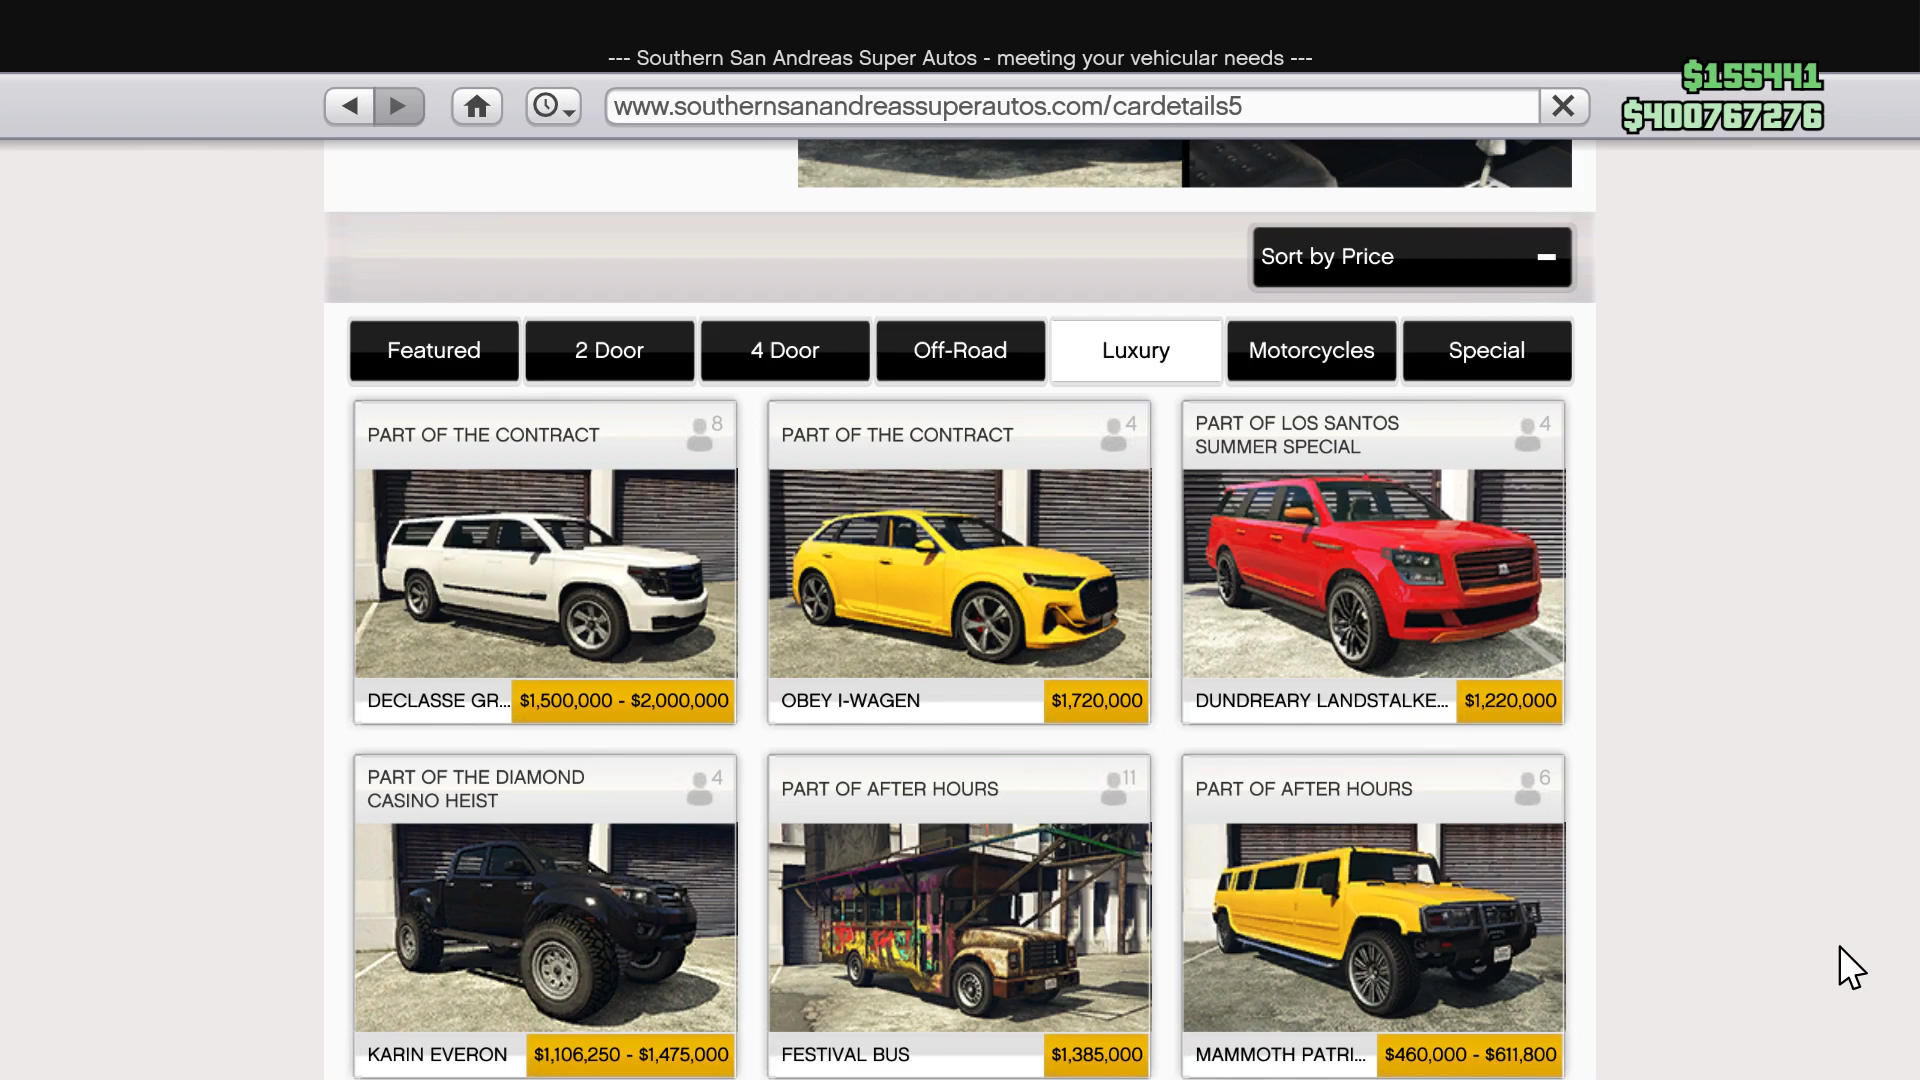 --- Southern San Andreas Super Autos - meeting your vehicular needs ---
$155441
www.southernsanandreassuperautos.com/cardetails5
$400767276
Sort by Price
Featured
2 Door
4 Door
Off-Road
Luxury
Motorcycles
Special
PART OF THE CONTRACT
8
DECLASSE GR...
$1,500,000 - $2,000,000
PART OF THE CONTRACT
4
OBEY I-WAGEN
$1,720,000
PART OF LOS SANTOS
SUMMER SPECIAL
4
DUNDREARY LANDSTALKE...
$1,220,000
PART OF THE DIAMOND
CASINO HEIST
4
KARIN EVERON
$1,106,250 - $1,475,000
PART OF AFTER HOURS
11
FESTIVAL BUS
$1,385,000
PART OF AFTER HOURS
6
MAMMOTH PATRI...
$460,000 - $611,800